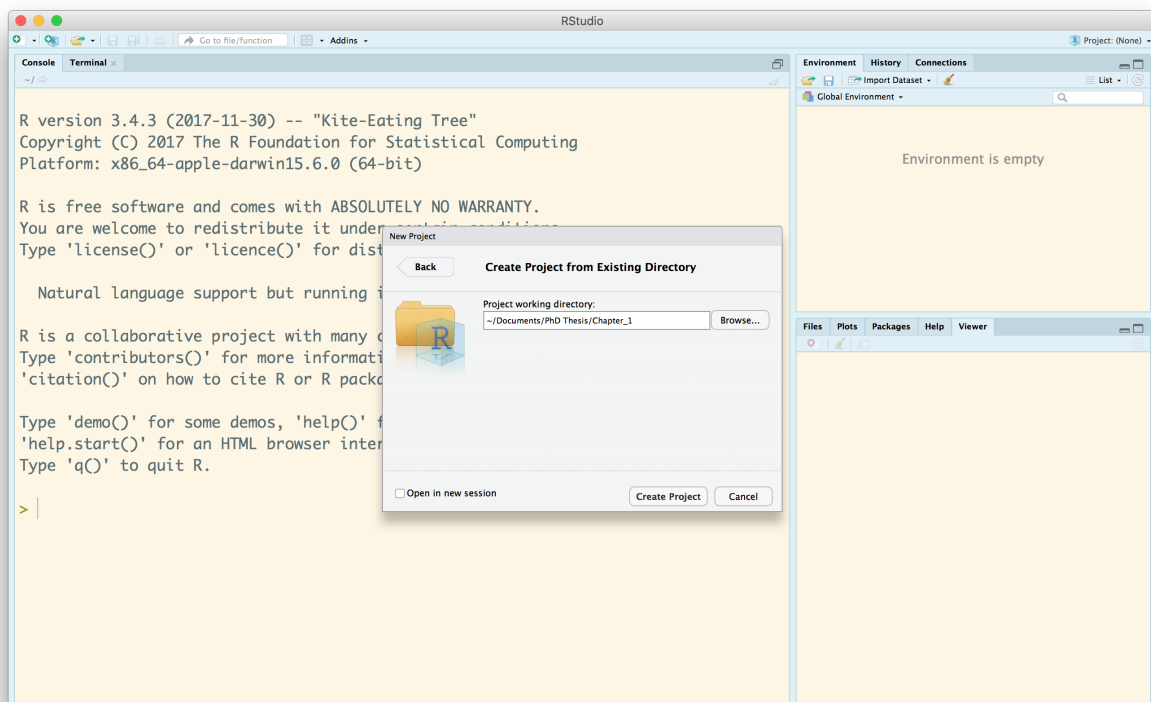 RStudio
Go to file/function Addins Project: (None)
Console Terminal
~/
R version 3.4.3 (2017-11-30) -- "Kite-Eating Tree"
Copyright (C) 2017 The R Foundation for Statistical Computing
Platform: x86_64-apple-darwin15.6.0 (64-bit)
R is free software and comes with ABSOLUTELY NO WARRANTY.
You are welcome to redistribute it under
Type 'license()' or 'licence()' for
Natural language support but running
R is a collaborative project with many
Type 'contributors()' for more
'citation()' on how to cite R or R
Type 'demo()' for some demos, 'help()'
'help.start()' for an HTML browser
Type 'q()' to quit R.
>
New Project
Back Create Project from Existing Directory
Project working directory:
~/Documents/PhD Thesis/Chapter_1 Browse...
R
Open in new session Create Project Cancel
Environment History Connections
Import Dataset List
Global Environment
Environment is empty
Files Plots Packages Help Viewer